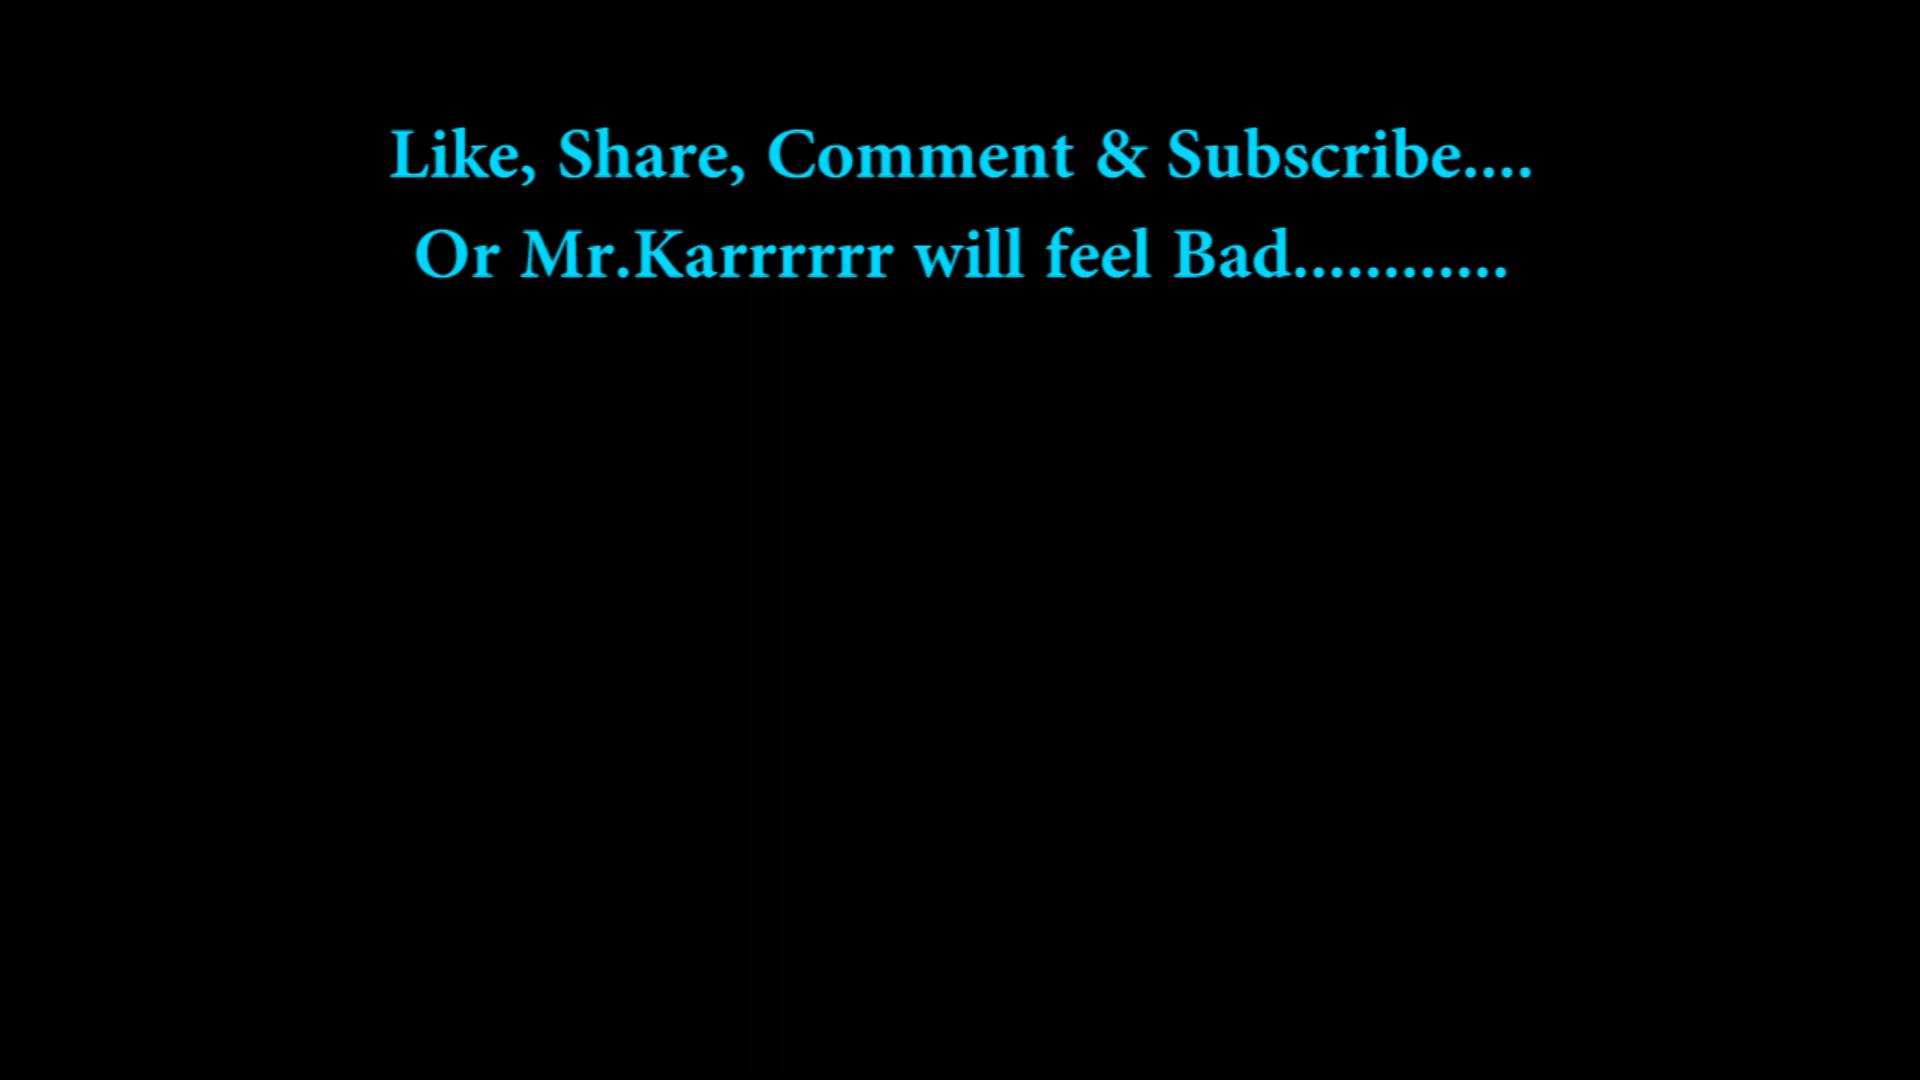 Like, Share, Comment & Subscribe....
Or Mr.Karrrrrr will feel Bad............